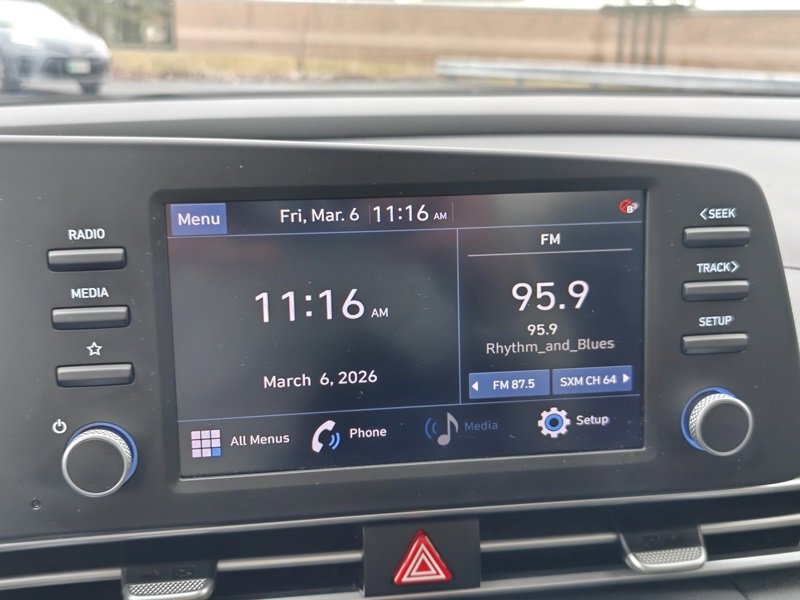 RADIO
MEDIA
Menu
Fri, Mar. 6 11:16 AM
11:16 AM
March 6, 2026
FM
95.9
95.9
Rhythm_and_Blues
FM 87.5
SXM CH 64
All Menus
Phone
Media
Setup
<SEEK
TRACK>
SETUP